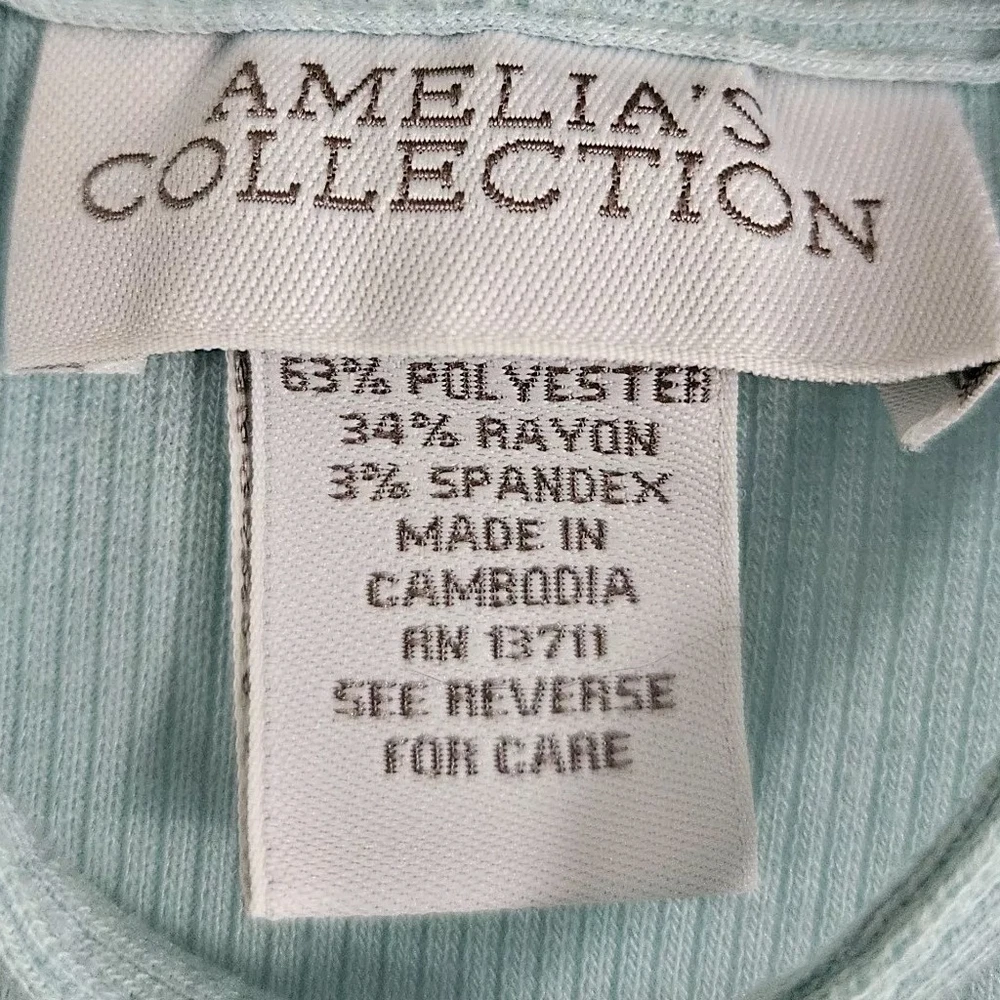 AMELIA'S
COLLECTION
63% POLYESTER
34% RAYON
3% SPANDEX
MADE IN
CAMBODIA
RN 13711
SEE REVERSE
FOR CARE